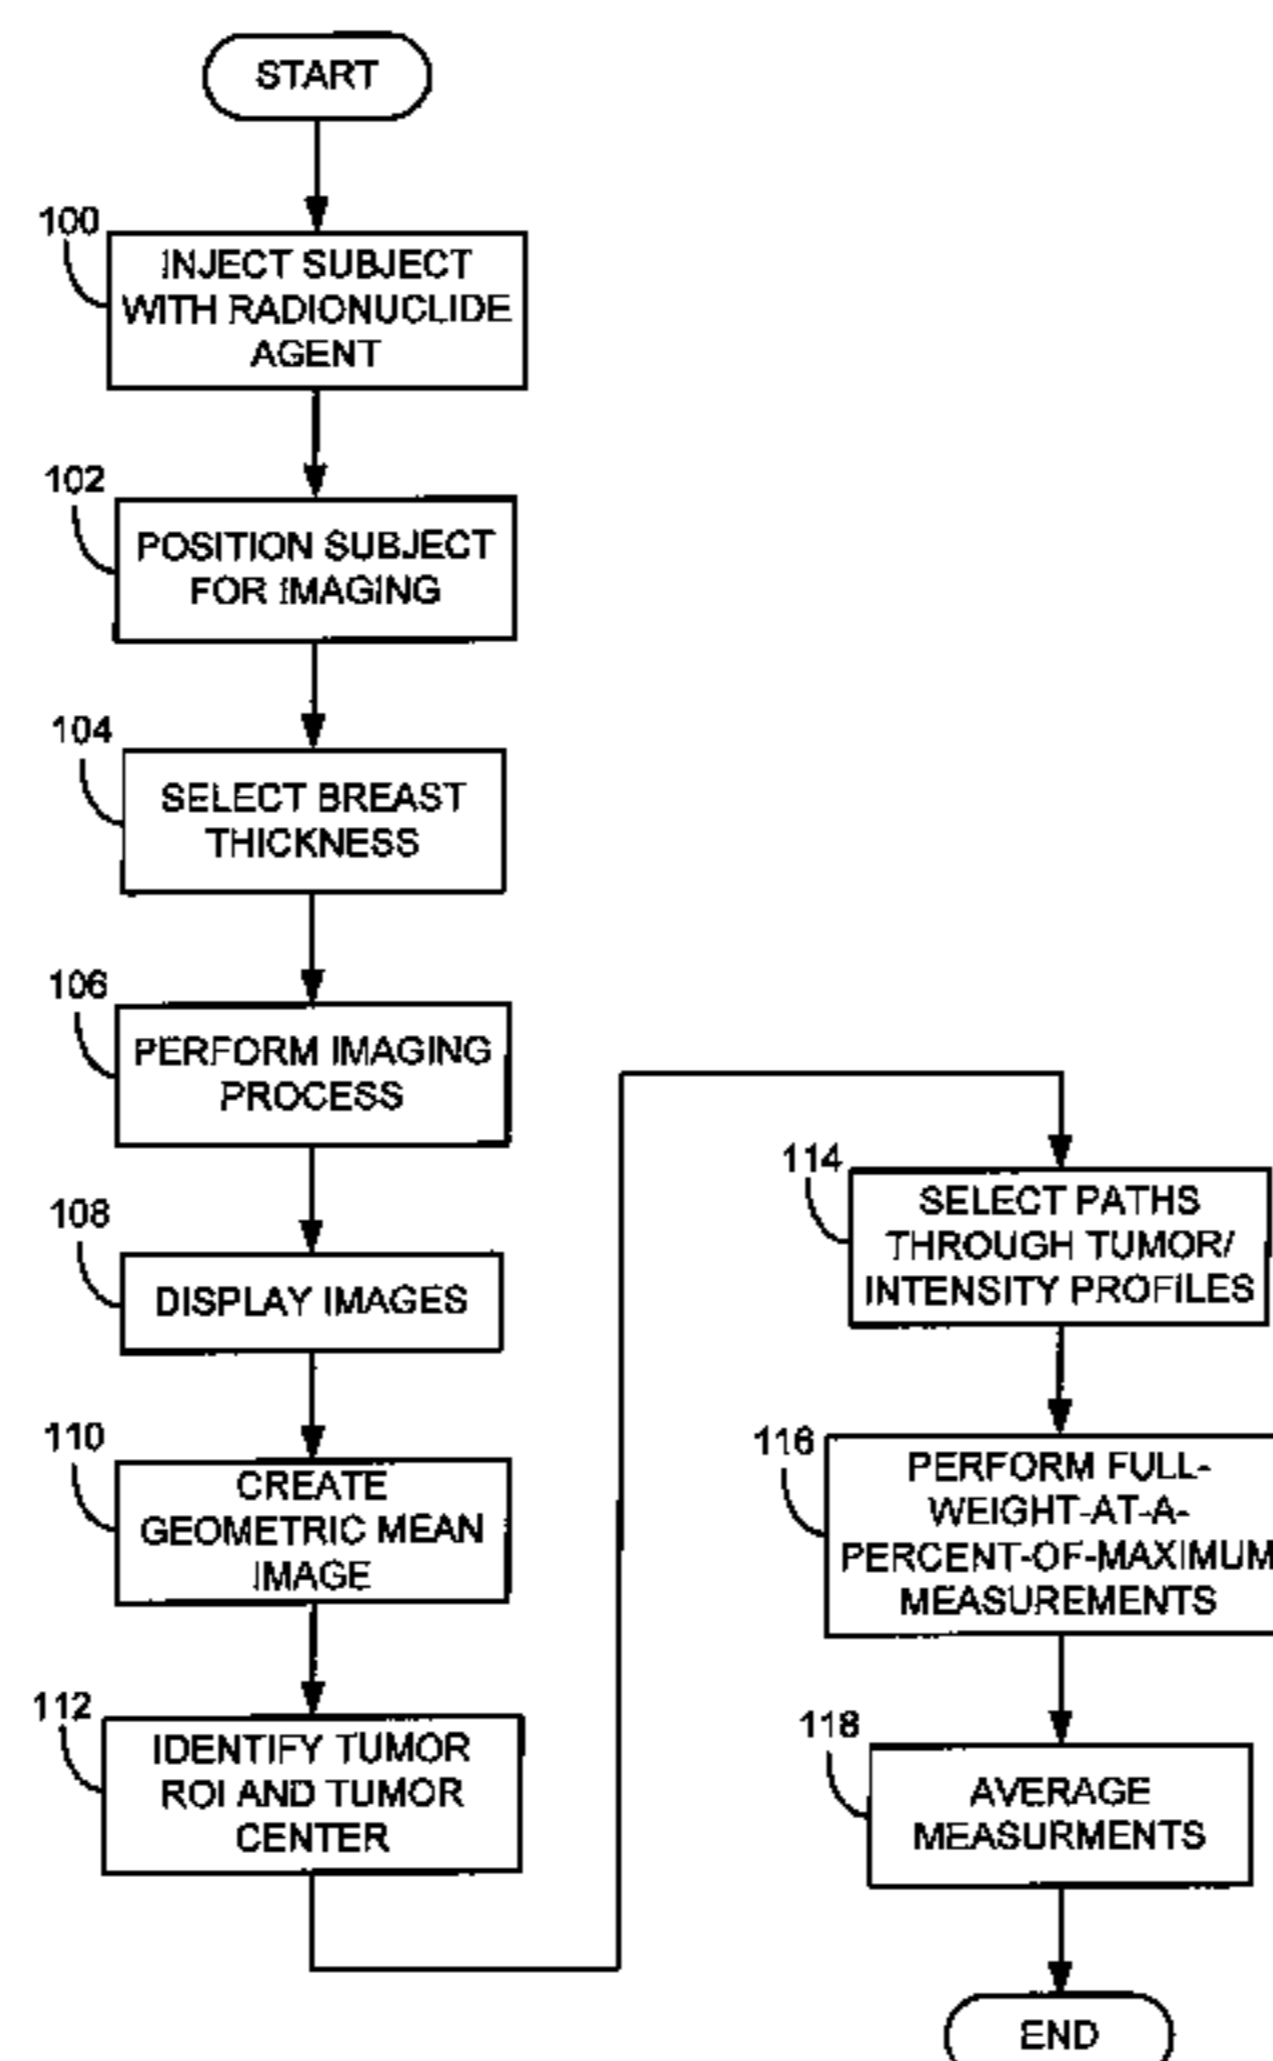 START
100
INJECT SUBJECT
WITH RADIONUCLIDE
AGENT
102
POSITION SUBJECT
FOR IMAGING
104
SELECT BREAST
THICKNESS
106
PERFORM IMAGING
PROCESS
108
DISPLAY IMAGES
110
CREATE
GEOMETRIC MEAN
IMAGE
112
IDENTIFY TUMOR
ROI AND TUMOR
CENTER
114
SELECT PATHS
THROUGH TUMOR/
INTENSITY PROFILES
116
PERFORM FULL-
WEIGHT-AT-A-
PERCENT-OF-MAXIMUM
MEASUREMENTS
118
AVERAGE
MEASURMENTS
END